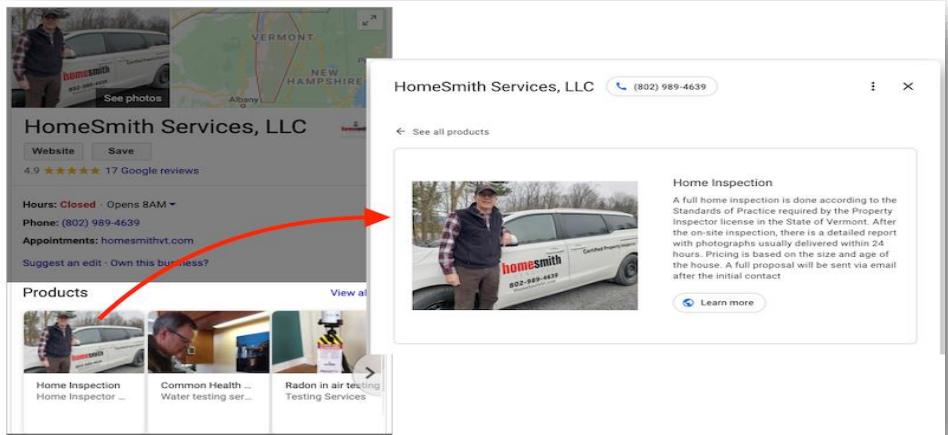 VERMONT
NEW
HAMPSHIRE
Albany
homesmith
802-989-4639
See photos
HomeSmith Services, LLC
Website Save
4.9 ★★★★★ 17 Google reviews
Hours: Closed · Opens 8AM
Phone: (802) 989-4639
Appointments: homesmithvt.com
Suggest an edit · Own this business?
Products
View al
homesmith
Home Inspection
Home Inspector ...
Common Health ...
Water testing ser...
Radon in air testing
Testing Services
HomeSmith Services, LLC
(802) 989-4639
← See all products
homesmith
Certified Property Inspector
802-989-4639
Home Inspection
A full home inspection is done according to the
Standards of Practice required by the Property
Inspector license in the State of Vermont. After
the on-site inspection, there is a detailed report
with photographs usually delivered within 24
hours. Pricing is based on the size and age of
the house. A full proposal will be sent via email
after the initial contact
Learn more